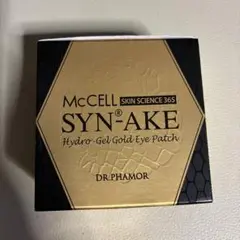 McCELL SKIN SCIENCE 365
SYN-AKE®
Hydro-Gel Gold Eye Patch
DR.PHAMOR